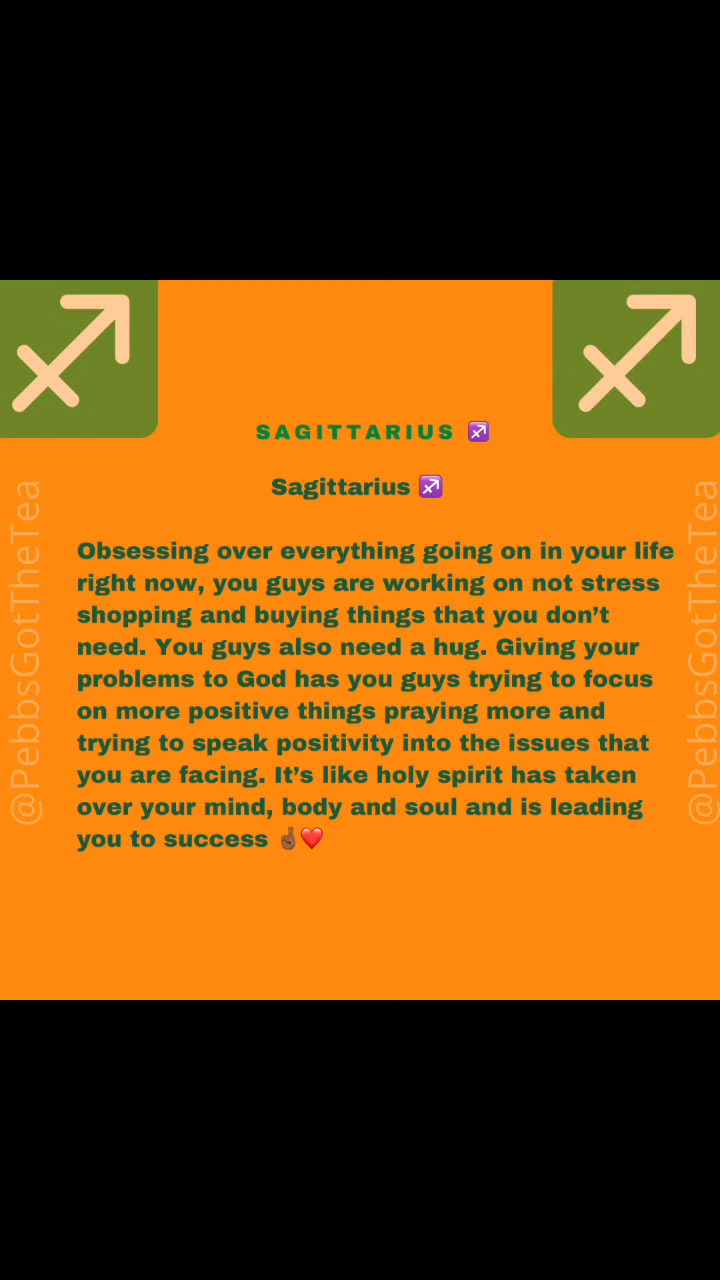 SAGITTARIUS ♐
Sagittarius ♐
Obsessing over everything going on in your life
right now, you guys are working on not stress
shopping and buying things that you don’t
need. You guys also need a hug. Giving your
problems to God has you guys trying to focus
on more positive things praying more and
trying to speak positivity into the issues that
you are facing. It’s like holy spirit has taken
over your mind, body and soul and is leading
you to success 🤞🏾❤️
@PebbsGotTheTea
@PebbsGotTheTea